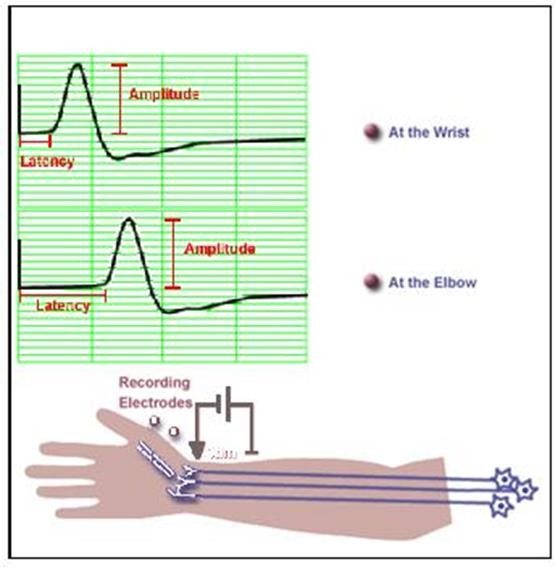 Amplitude
At the Wrist
Latency
Amplitude
At the Elbow
Latency
Recording
Electrodes